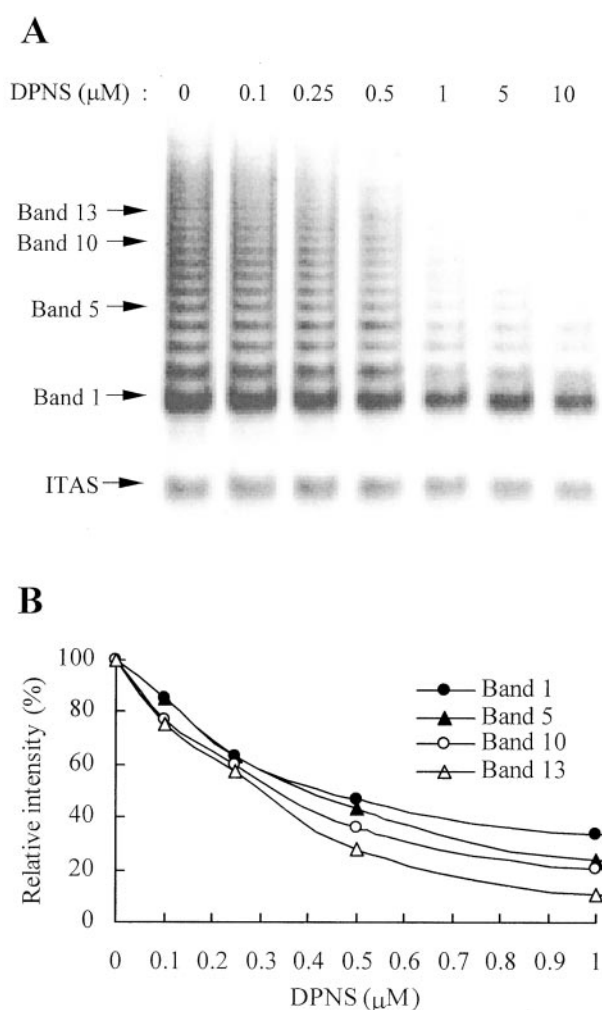 A
DPNS (μM) : 0 0.1 0.25 0.5 1 5 10
Band 13
Band 10
Band 5
Band 1
ITAS
B
100
80
60
40
20
0
Relative intensity (%)
Band 1
Band 5
Band 10
Band 13
0 0.1 0.2 0.3 0.4 0.5 0.6 0.7 0.8 0.9 1
DPNS (μM)